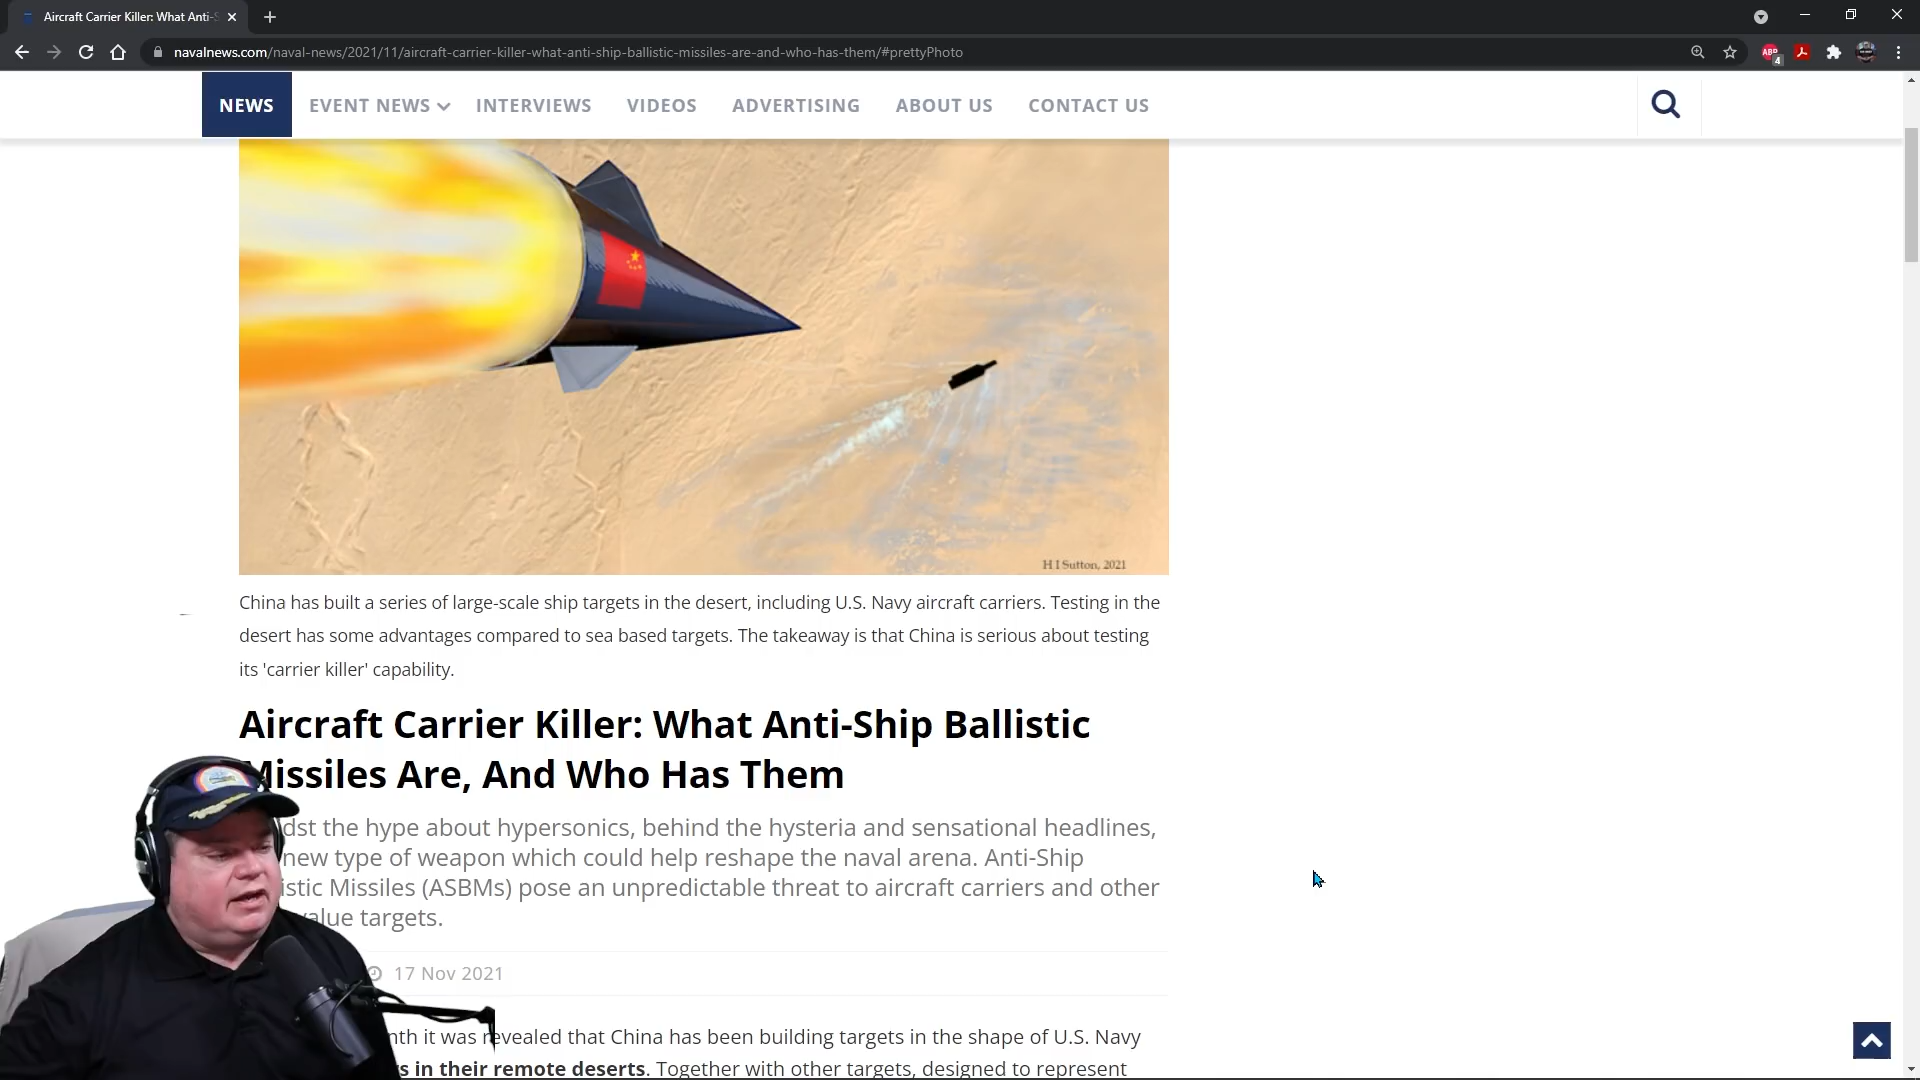 Aircraft Carrier Killer: What Anti-S
navalnews.com/naval-news/2021/11/aircraft-carrier-killer-what-anti-ship-ballistic-missiles-are-and-who-has-them/#prettyPhoto
ABP
4
NEWS EVENT NEWS INTERVIEWS VIDEOS ADVERTISING ABOUT US CONTACT US
H I Sutton, 2021
China has built a series of large-scale ship targets in the desert, including U.S. Navy aircraft carriers. Testing in the
desert has some advantages compared to sea based targets. The takeaway is that China is serious about testing
its 'carrier killer' capability.
Aircraft Carrier Killer: What Anti-Ship Ballistic
Missiles Are, And Who Has Them
dst the hype about hypersonics, behind the hysteria and sensational headlines,
new type of weapon which could help reshape the naval arena. Anti-Ship
istic Missiles (ASBMs) pose an unpredictable threat to aircraft carriers and other
value targets.
17 Nov 2021
nth it was revealed that China has been building targets in the shape of U.S. Navy
s in their remote deserts. Together with other targets, designed to represent